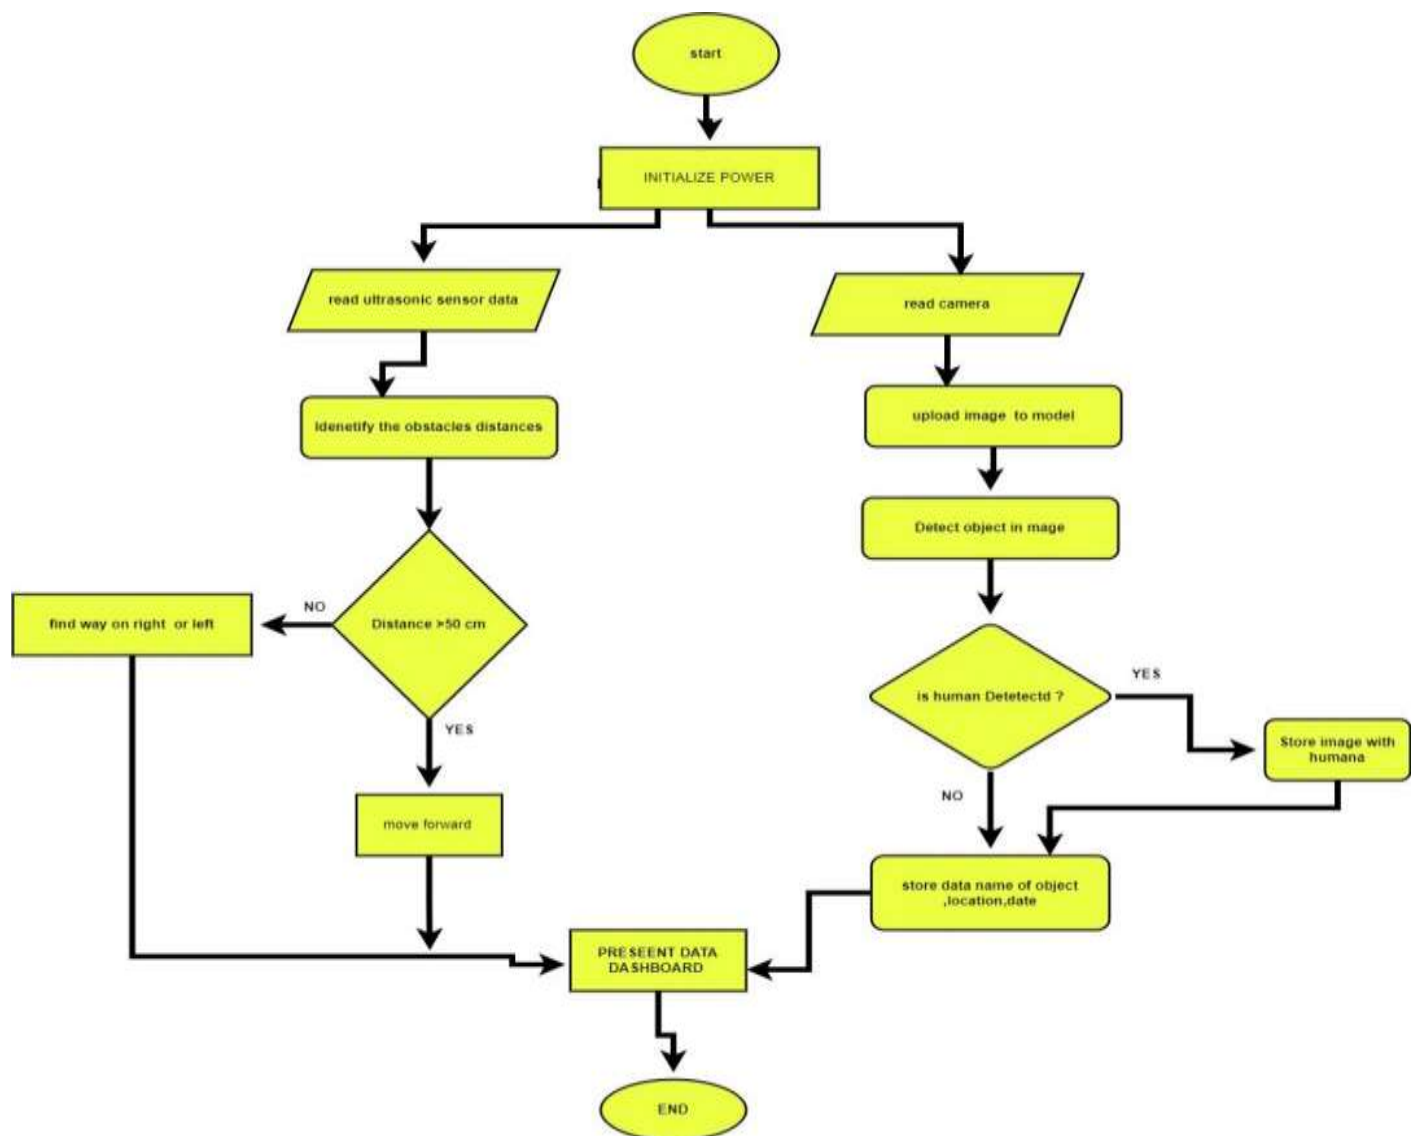 start
INITIALIZE POWER
read ultrasonic sensor data
read camera
idenetify the obstacles distances
upload image to model
Detect object in mage
NO
find way on right or left
Distance >50 cm
YES
is human Detetectd ?
YES
Store image with
humana
NO
move forward
store data name of object
,location,date
PRESEENT DATA
DASHBOARD
END